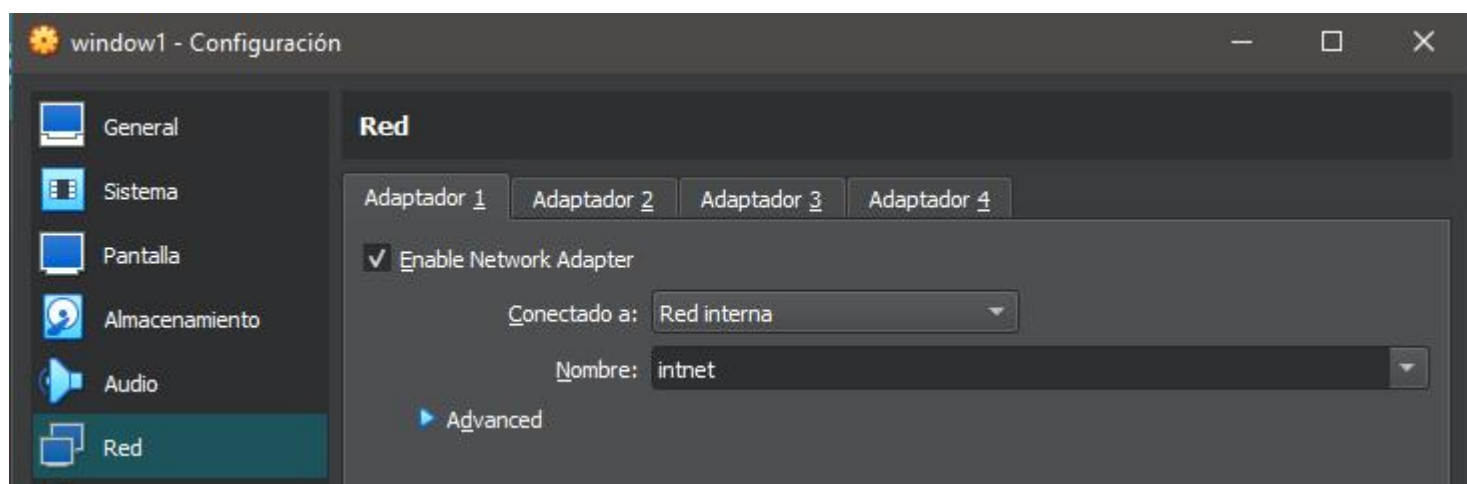 window1 - Configuración
General
Sistema
Pantalla
Almacenamiento
Audio
Red
Red
Adaptador 1 Adaptador 2 Adaptador 3 Adaptador 4
Enable Network Adapter
Conectado a: Red interna
Nombre: intnet
Advanced